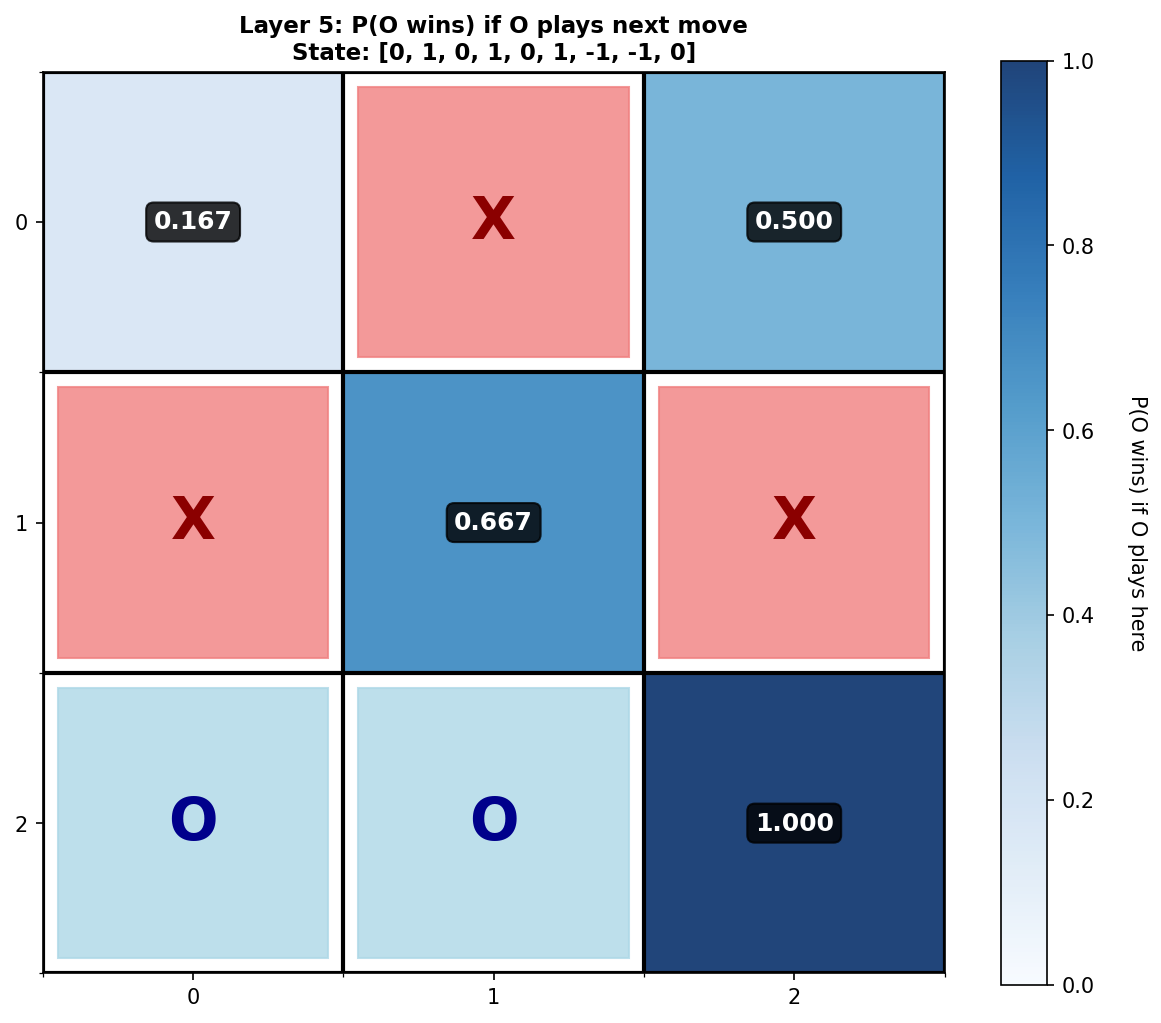 Layer 5: P(O wins) if O plays next move
State: [0, 1, 0, 1, 0, 1, -1, -1, 0]
0
0.167
X
0.500
1
X
0.667
X
2
O
O
1.000
0
1
2
1.0
0.8
0.6
0.4
0.2
0.0
P(O wins) if O plays here